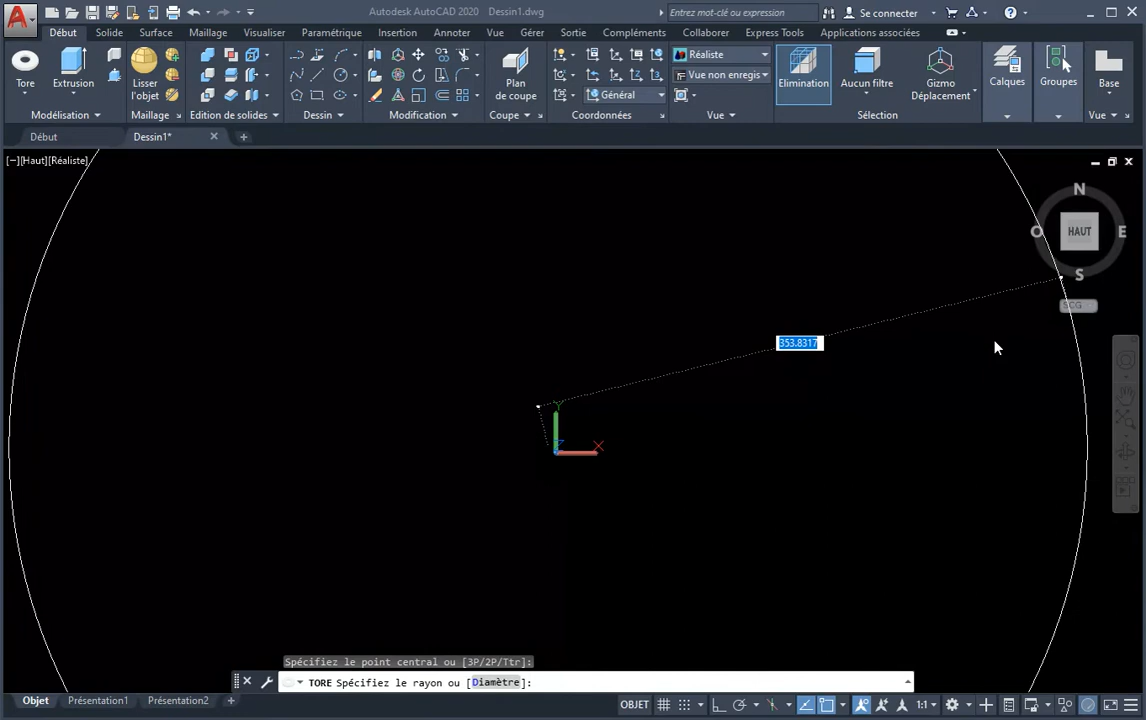 Autodesk AutoCAD 2020 Dessin1.dwg
Entrez mot-clé ou expression
Se connecter
Début Solide Surface Maillage Visualiser Paramétrique Insertion Annoter Vue Gérer Sortie Compléments Collaborer Express Tools Applications associées
Tore
Extrusion
Lisser
l'objet
Plan
de coupe
Réaliste
Vue non enregis
Général
Elimination
Aucun filtre
Gizmo
Déplacement
Calques
Groupes
Base
Modélisation Maillage Edition de solides Dessin Modification Coupe Coordonnées Vue Sélection Vue
Début
Dessin1*
[−][Haut][Réaliste]
N
O HAUT E
S
SCG
353.8317
Y
Z X
Spécifiez le point central ou [3P/2P/Ttr]:
TORE Spécifiez le rayon ou [Diamètre]:
Objet Présentation1 Présentation2
OBJET 1:1